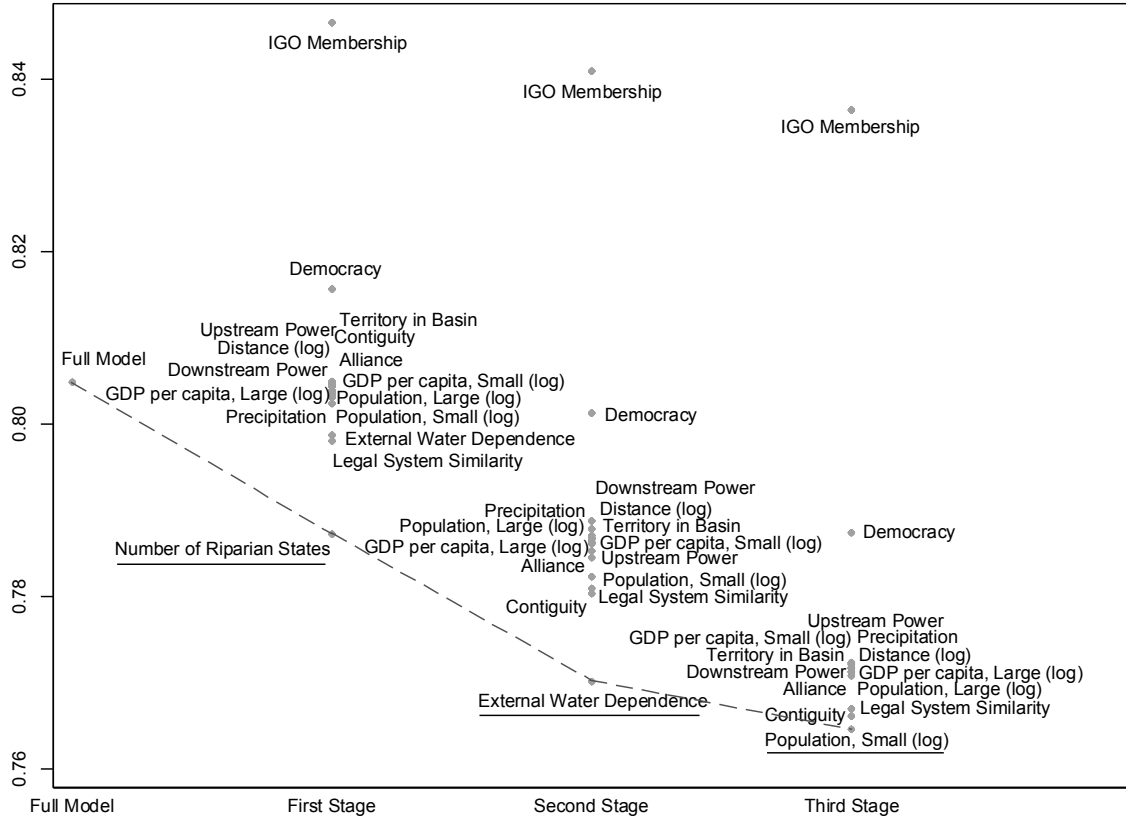 0.84
0.82
0.80
0.78
0.76
IGO Membership
IGO Membership
IGO Membership
Democracy
Territory in Basin
Upstream Power
Contiguity
Distance (log)
Full Model
Alliance
Downstream Power
GDP per capita, Small (log)
GDP per capita, Large (log)
Population, Large (log)
Precipitation
Population, Small (log)
External Water Dependence
Legal System Similarity
Number of Riparian States
Democracy
Downstream Power
Precipitation
Distance (log)
Population, Large (log)
Territory in Basin
GDP per capita, Large (log)
GDP per capita, Small (log)
Alliance
Upstream Power
Population, Small (log)
Legal System Similarity
Contiguity
External Water Dependence
Democracy
Upstream Power
GDP per capita, Small (log)
Precipitation
Territory in Basin
Distance (log)
Downstream Power
GDP per capita, Large (log)
Alliance
Population, Large (log)
Legal System Similarity
Contiguity
Population, Small (log)
Full Model
First Stage
Second Stage
Third Stage